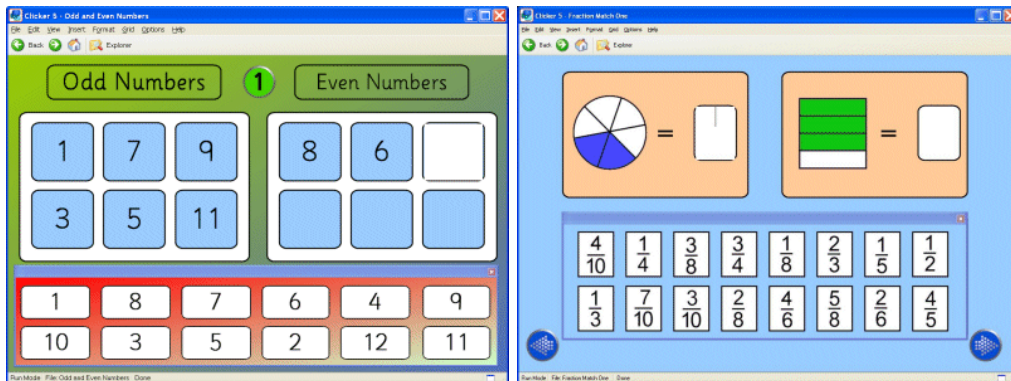 Clicker 5 - Odd and Even Numbers
File Edit View Insert Format Grid Options Help
Back Explorer
Odd Numbers 1 Even Numbers
1 7 9 8 6
3 5 11
1 8 7 6 4 9
10 3 5 2 12 11
Run Mode File: Odd and Even Numbers Done
Clicker 5 - Fraction Match One
File Edit View Insert Format Grid Options Help
Back Explorer
= =
4/10 1/4 3/8 3/4 1/8 2/3 1/5 1/2
1/3 7/10 3/10 2/8 4/6 5/8 2/6 4/5
Run Mode File: Fraction Match One Done